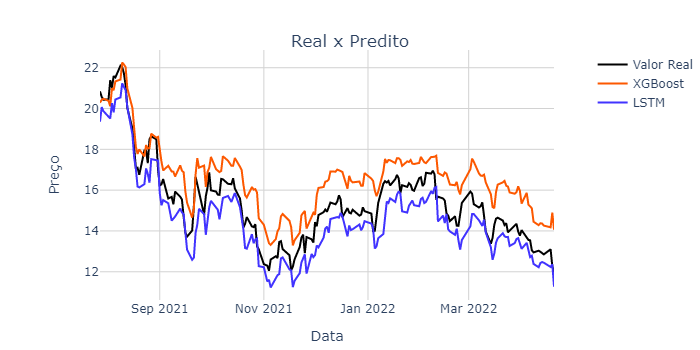 Real x Predito
Valor Real
XGBoost
LSTM
Preço
22
20
18
16
14
12
Sep 2021
Nov 2021
Jan 2022
Mar 2022
Data